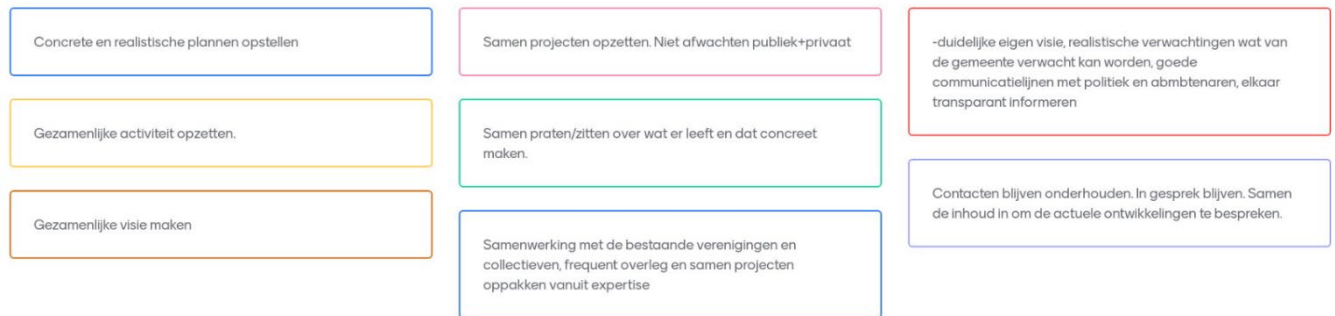 Concrete en realistische plannen opstellen
Gezamenlijke activiteit opzetten.
Gezamenlijke visie maken
Samen projecten opzetten. Niet afwachten publiek+privaat
Samen praten/zitten over wat er leeft en dat concreet
maken.
Samenwerking met de bestaande verenigingen en
collectieven, frequent overleg en samen projecten
oppakken vanuit expertise
-duidelijke eigen visie, realistische verwachtingen wat van
de gemeente verwacht kan worden, goede
communicatielijnen met politiek en abmbtenaren, elkaar
transparant informeren
Contacten blijven onderhouden. In gesprek blijven. Samen
de inhoud in om de actuele ontwikkelingen te bespreken.